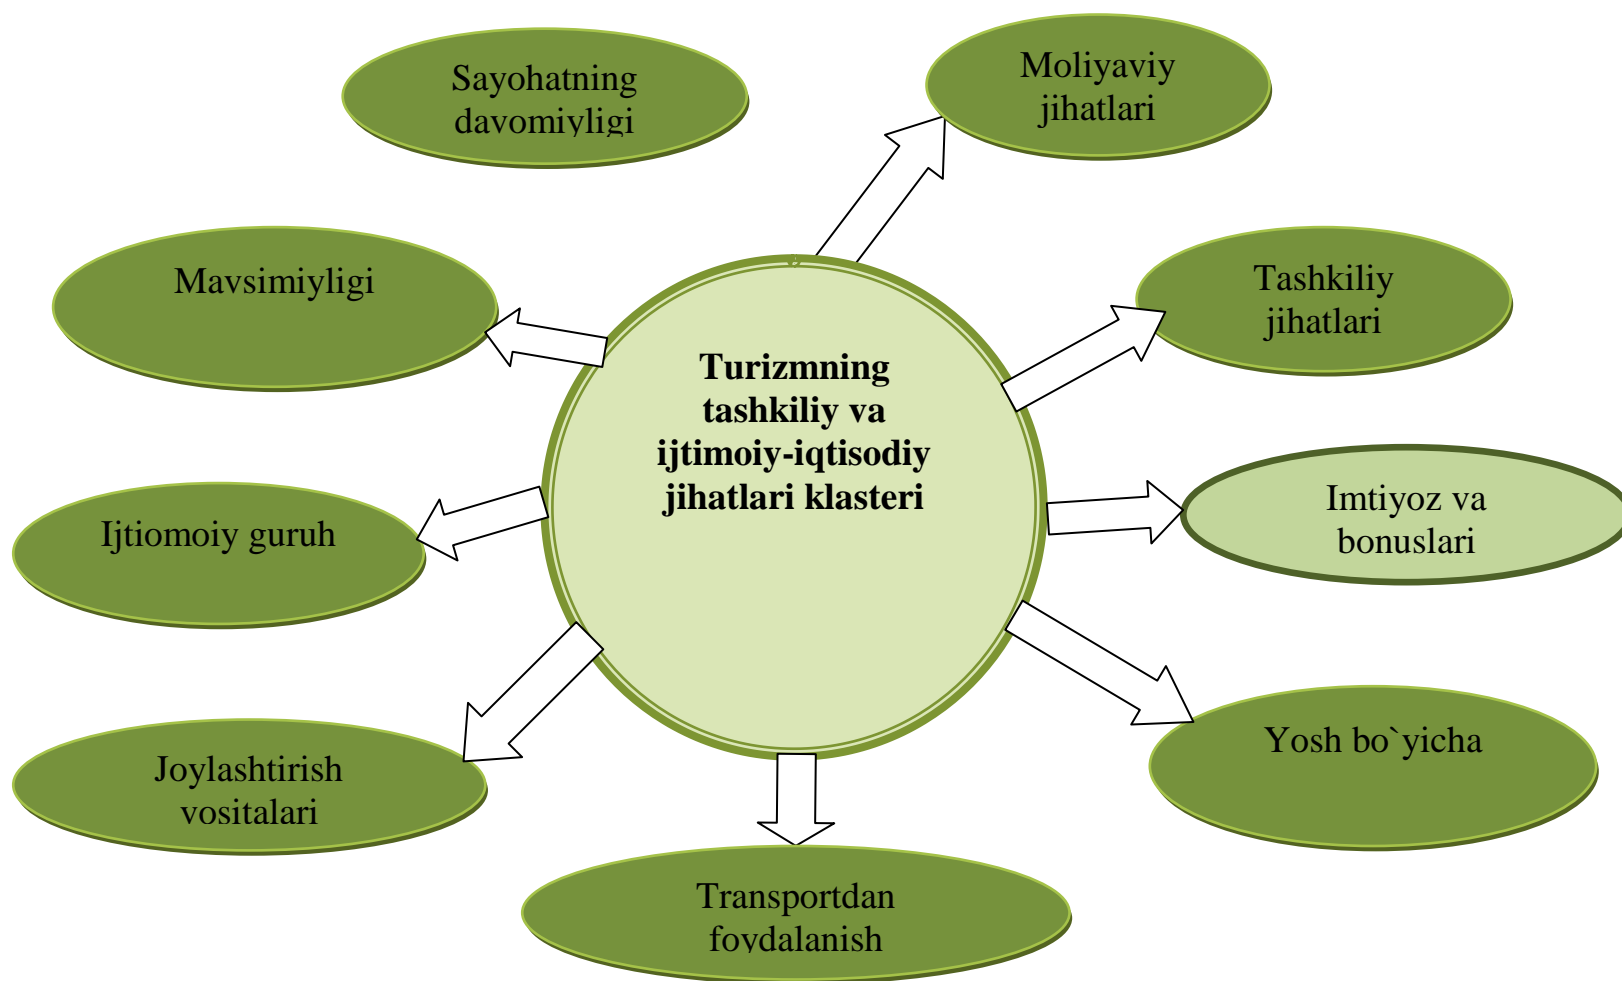 Sayohatning
davomiyligi
Moliyaviy
jihatlari
Mavsimiyligi
Tashkiliy
jihatlari
Turizmning
tashkiliy va
ijtimoiy-iqtisodiy
jihatlari klasteri
Ijtiomoiy guruh
Imtiyoz va
bonuslari
Joylashtirish
vositalari
Yosh bo`yicha
Transportdan
foydalanish